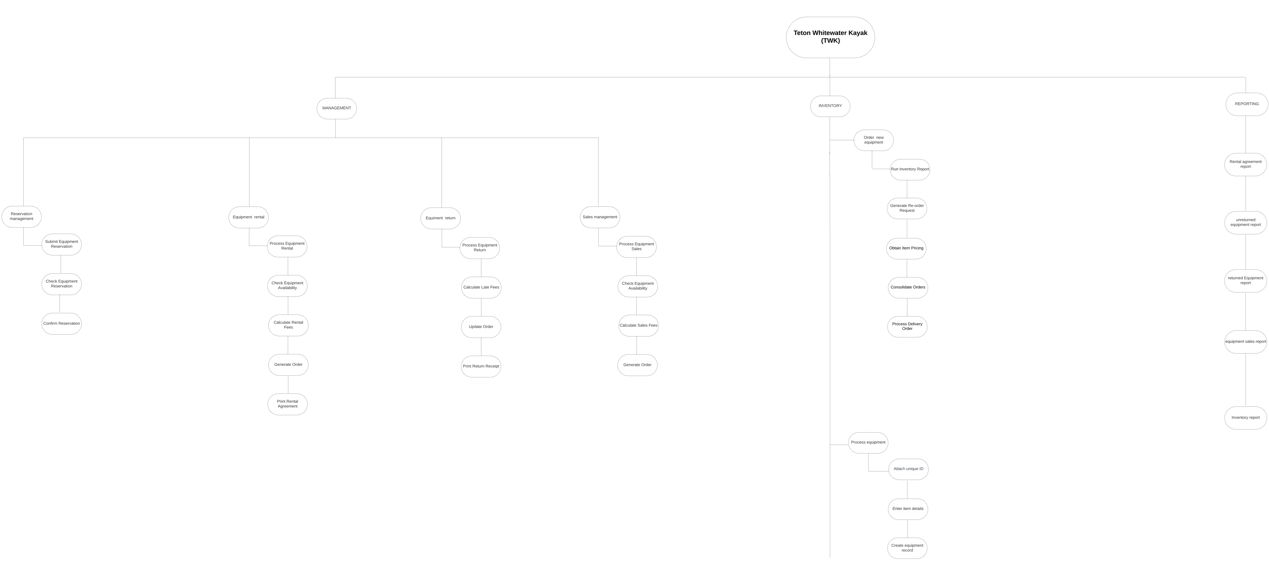 Teton Whitewater Kayak
(TWK)
MANAGEMENT
INVENTORY
REPORTING
Reservation
management
Submit Equipment
Reservation
Check Equipment
Reservation
Confirm Reservation
Equipment rental
Process Equipment
Rental
Check Equipment
Availability
Calculate Rental
Fees
Generate Order
Print Rental
Agreement
Equiment return
Process Equipment
Return
Calculate Late Fees
Update Order
Print Return Receipt
Sales management
Process Equipment
Sales
Check Equipment
Availability
Calculate Sales Fees
Generate Order
Order new
equipment
Run Inventory Report
Generate Re-order
Request
Obtain Item Pricing
Consolidate Orders
Process Delivery
Order
Process equipment
Attach unique ID
Enter item details
Create equipment
record
Rental agreement
report
unreturned
equipment report
returned Equipment
report
equipment sales report
Inventory report